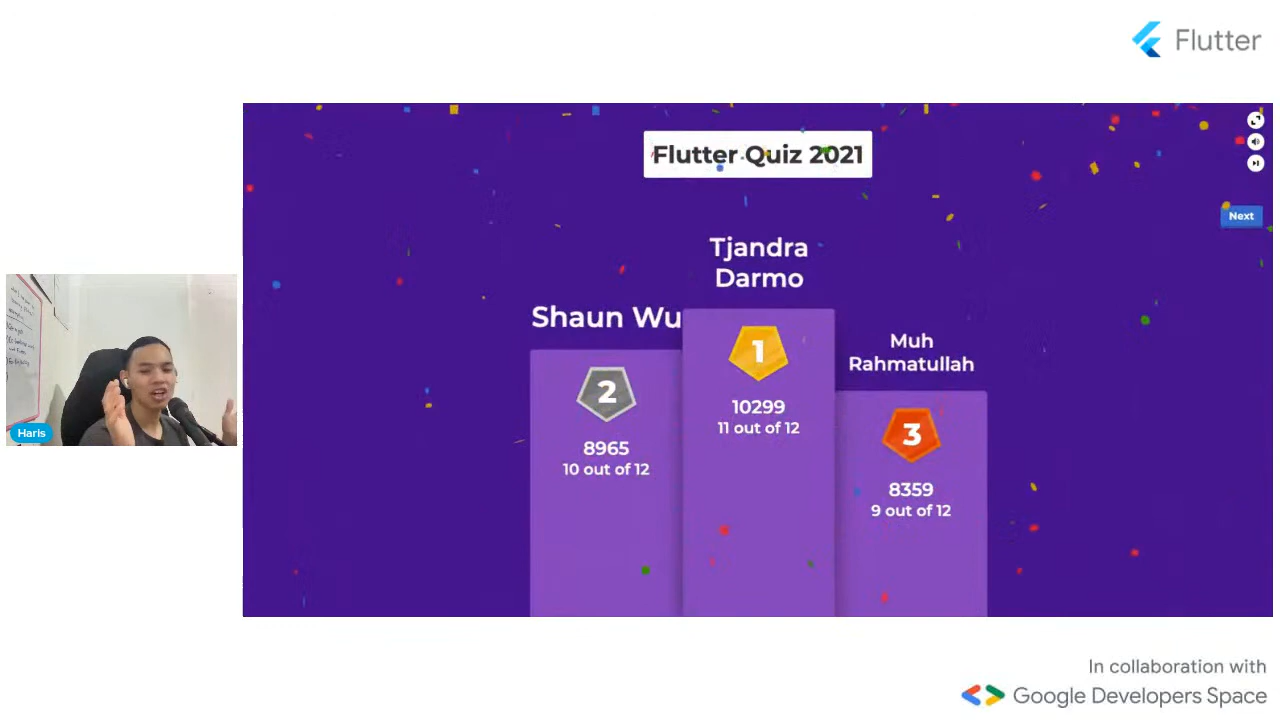 Flutter
Flutter Quiz 2021
Next
Tjandra
Darmo
Shaun Wu
Muh
Rahmatullah
1
10299
11 out of 12
2
8965
10 out of 12
3
8359
9 out of 12
Haris
In collaboration with
Google Developers Space